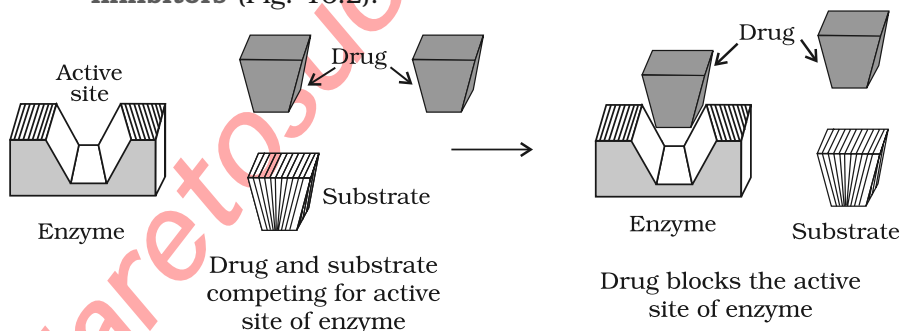 inhibitors (Fig. 16.2).
Drug
Active
site
Substrate
Enzyme
Drug and substrate
competing for active
site of enzyme
Drug
Enzyme
Substrate
Drug blocks the active
site of enzyme